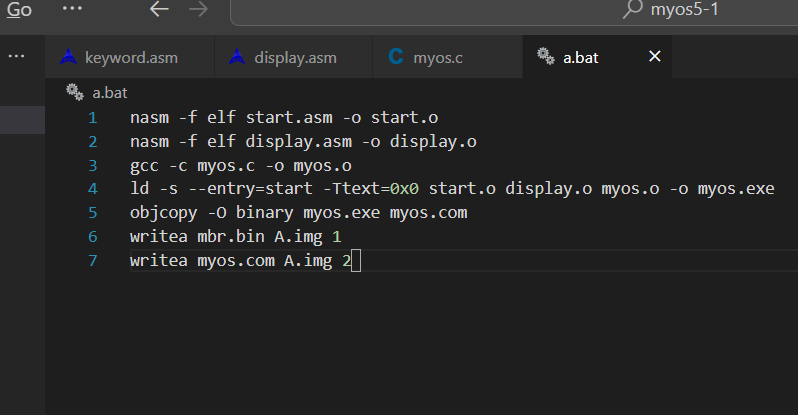 Go ··· ← → myos5-1
··· keyword.asm display.asm myos.c a.bat ×
a.bat
1 nasm -f elf start.asm -o start.o
2 nasm -f elf display.asm -o display.o
3 gcc -c myos.c -o myos.o
4 ld -s --entry=start -Ttext=0x0 start.o display.o myos.o -o myos.exe
5 objcopy -O binary myos.exe myos.com
6 writea mbr.bin A.img 1
7 writea myos.com A.img 2